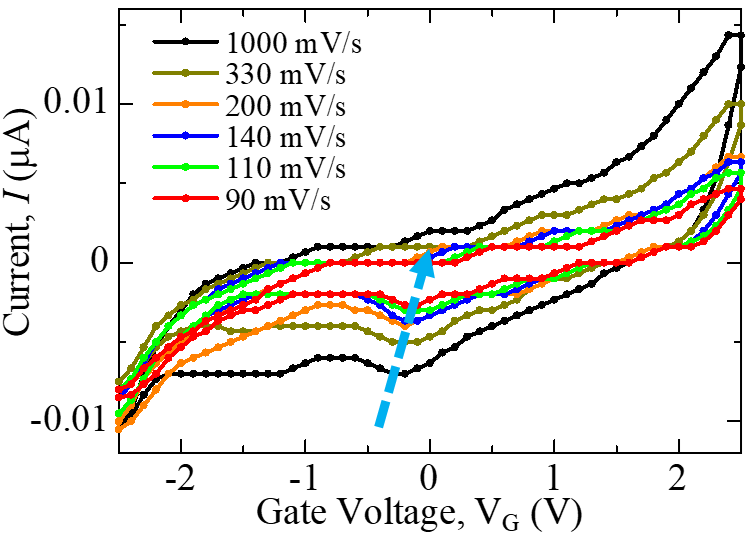 1000 mV/s
330 mV/s
200 mV/s
140 mV/s
110 mV/s
90 mV/s
0.01
0
-0.01
Current, I (μA)
-2
-1
0
1
2
Gate Voltage, VG (V)